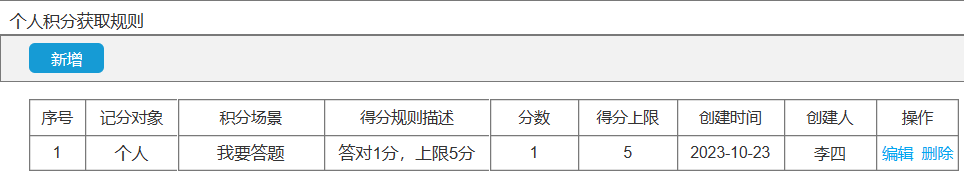 个人积分获取规则
新增
序号 记分对象 积分场景 得分规则描述 分数 得分上限 创建时间 创建人 操作
1 个人 我要答题 答对1分，上限5分 1 5 2023-10-23 李四 编辑 删除